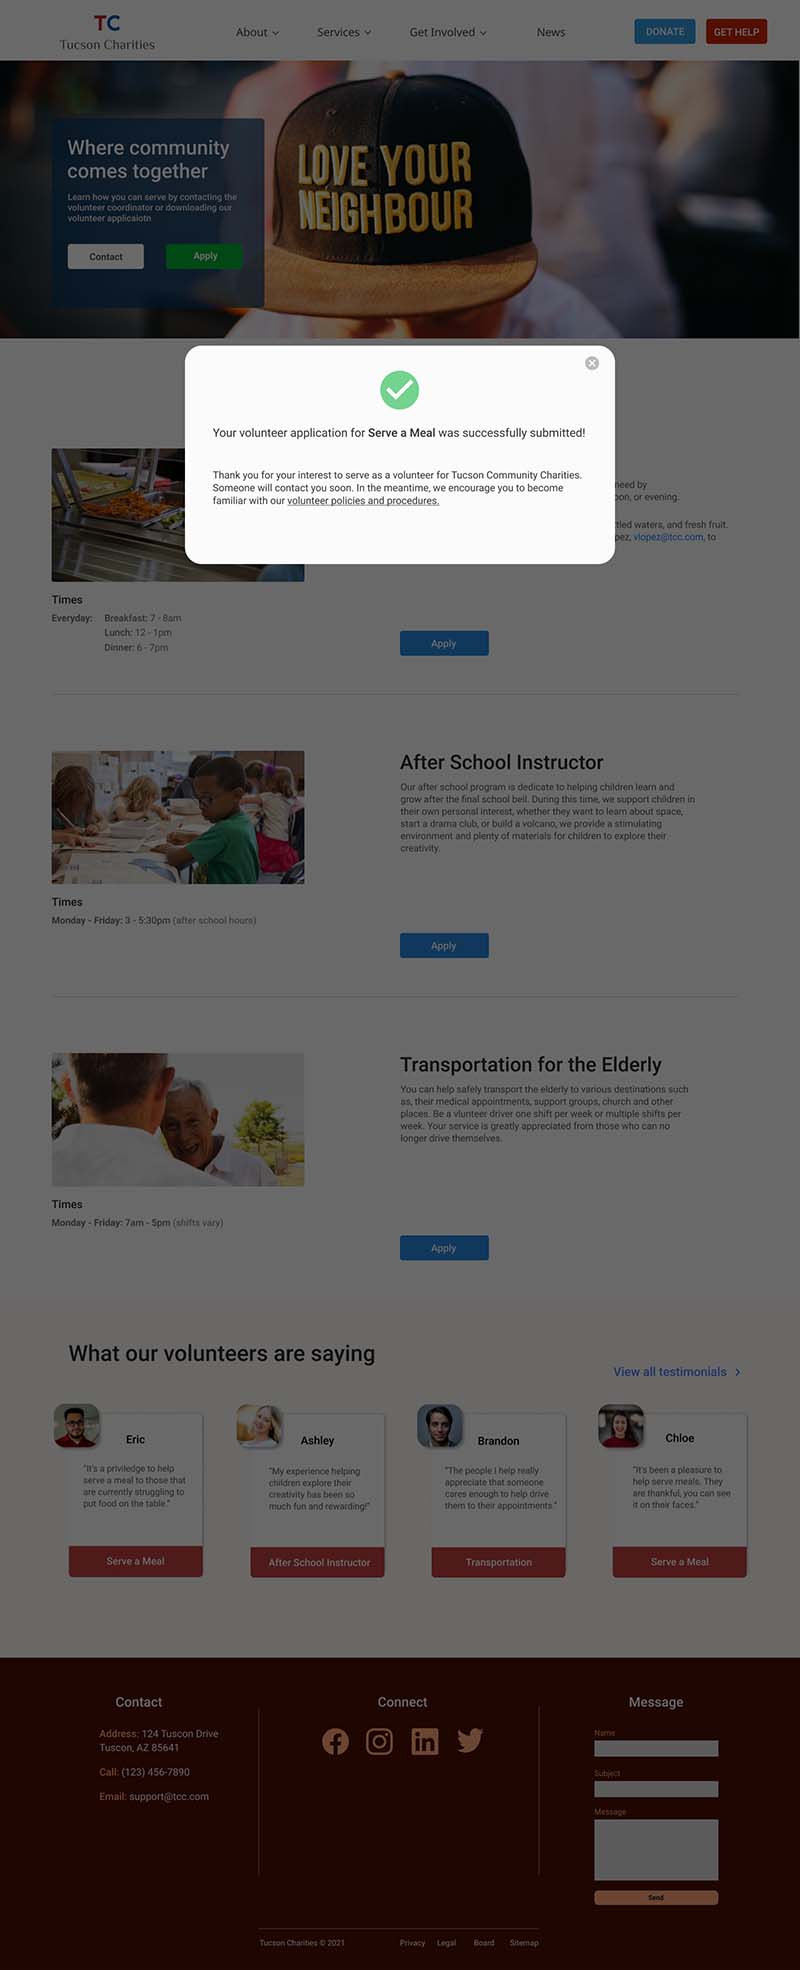 TC
Tucson Charities
About
Services
Get Involved
News
DONATE
GET HELP
LOVE YOUR
NEIGHBOUR
Where community
comes together
Learn how you can serve by contacting the
volunteer coordinator or downloading our
volunteer applicaiotn
Contact
Apply
Your volunteer application for Serve a Meal was successfully submitted!
Thank you for your interest to serve as a volunteer for Tucson Community Charities.
Someone will contact you soon. In the meantime, we encourage you to become
familiar with our volunteer policies and procedures.
need by
or evening.
waters, and fresh fruit.
vlopez@tcc.com, to
Times
Everyday: Breakfast: 7 - 8am
Lunch: 12 - 1pm
Dinner: 6 - 7pm
Apply
After School Instructor
Our after school program is dedicate to helping children learn and
grow after the final school bell. During this time, we support children in
their own personal interest, whether they want to learn about space,
start a drama club, or build a volcano, we provide a stimulating
environment and plenty of materials for children to explore their
creativity.
Times
Monday - Friday: 3 - 5:30pm (after school hours)
Apply
Transportation for the Elderly
You can help safely transport the elderly to various destinations such
as, their medical appointments, support groups, church and other
places. Be a vlunteer driver one shift per week or multiple shifts per
week. Your service is greatly appreciated from those who can no
longer drive themselves.
Times
Monday - Friday: 7am - 5pm (shifts vary)
Apply
What our volunteers are saying
View all testimonials
Eric
"It's a priviledge to help
serve a meal to those that
are currently struggling to
put food on the table."
Serve a Meal
Ashley
"My experience helping
children explore their
creativity has been so
much fun and rewarding!"
After School Instructor
Brandon
"The people I help really
appreciate that someone
cares enough to help drive
them to their appointments."
Transportation
Chloe
"It's been a pleasure to
help serve meals. They
are thankful, you can see
it on their faces."
Serve a Meal
Contact
Address: 124 Tuscon Drive
Tuscon, AZ 85641
Call: (123) 456-7890
Email: support@tcc.com
Connect
Message
Name
Subject
Message
Send
Tucson Charities © 2021
Privacy
Legal
Board
Sitemap